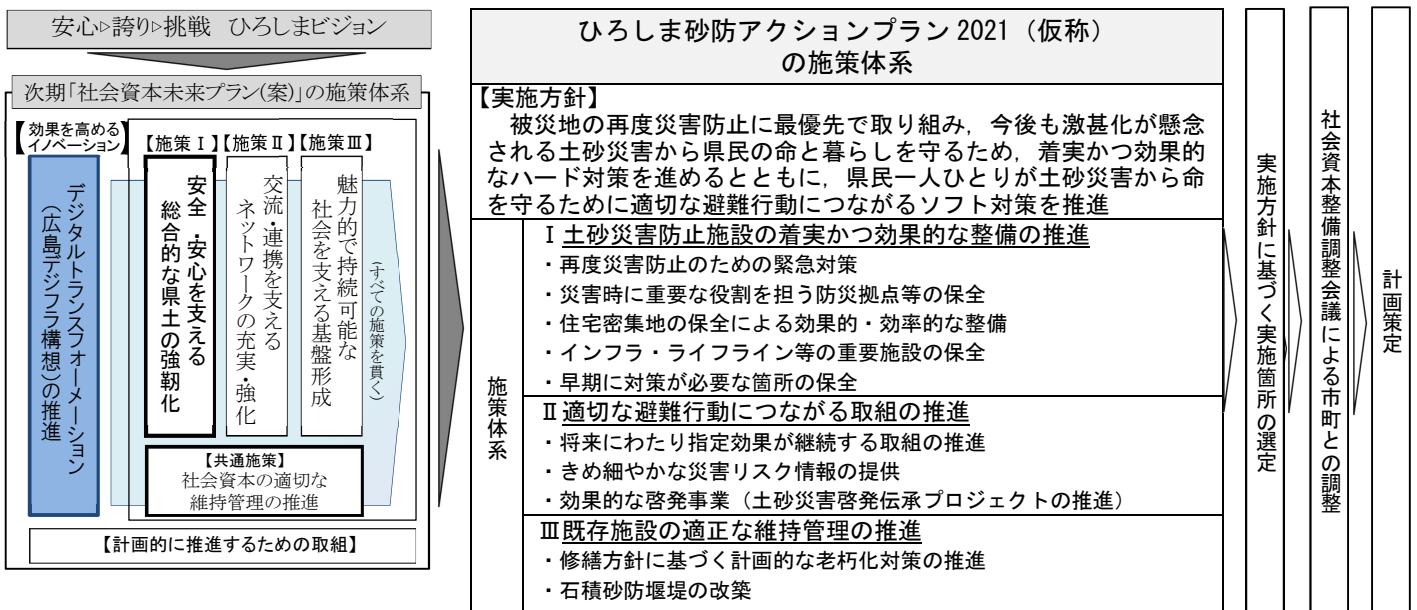 安心▷誇り▷挑戦 ひろしまビジョン
次期「社会資本未来プラン(案)」の施策体系
【効果を高める
イノベーション】
デジタルトランスフォーメーション
(広島デジフラ構想)の推進
【施策Ⅰ】
安全・安心を支える
総合的な県土の強靭化
【施策Ⅱ】
交流・連携を支える
ネットワークの充実・強化
【施策Ⅲ】
魅力的で持続可能な
社会を支える基盤形成
(すべての施策を貫く)
【共通施策】
社会資本の適切な
維持管理の推進
【計画的に推進するための取組】
ひろしま砂防アクションプラン 2021（仮称）
の施策体系
【実施方針】
被災地の再度災害防止に最優先で取り組み，今後も激甚化が懸念
される土砂災害から県民の命と暮らしを守るため，着実かつ効果的
なハード対策を進めるとともに，県民一人ひとりが土砂災害から命
を守るために適切な避難行動につながるソフト対策を推進
施策体系
Ⅰ 土砂災害防止施設の着実かつ効果的な整備の推進
・再度災害防止のための緊急対策
・災害時に重要な役割を担う防災拠点等の保全
・住宅密集地の保全による効果的・効率的な整備
・インフラ・ライフライン等の重要施設の保全
・早期に対策が必要な箇所の保全
Ⅱ 適切な避難行動につながる取組の推進
・将来にわたり指定効果が継続する取組の推進
・きめ細やかな災害リスク情報の提供
・効果的な啓発事業（土砂災害啓発伝承プロジェクトの推進）
Ⅲ 既存施設の適正な維持管理の推進
・修繕方針に基づく計画的な老朽化対策の推進
・石積砂防堰堤の改築
実施方針に基づく実施箇所の選定
社会資本整備調整会議による市町との調整
計画策定